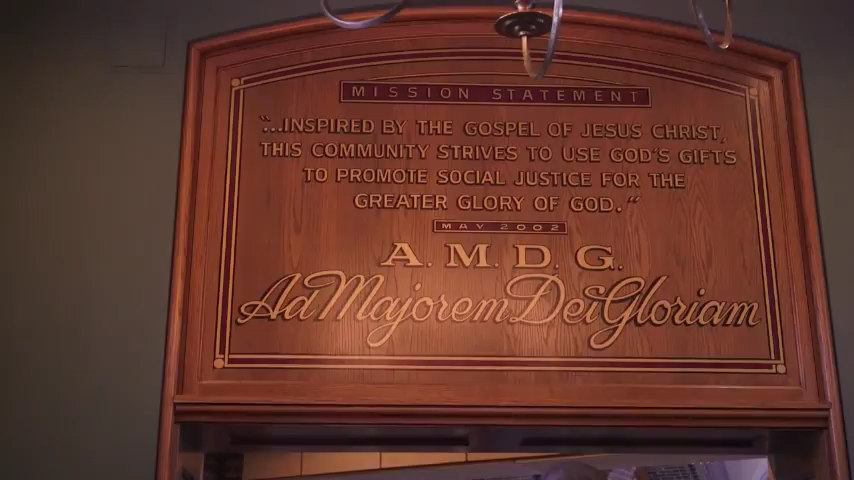 MISSION STATEMENT
"...INSPIRED BY THE GOSPEL OF JESUS CHRIST,
THIS COMMUNITY STRIVES TO USE GOD'S GIFTS
TO PROMOTE SOCIAL JUSTICE FOR THE
GREATER GLORY OF GOD."
MAY 2002
A. M. D. G.
Ad Majorem Dei Gloriam